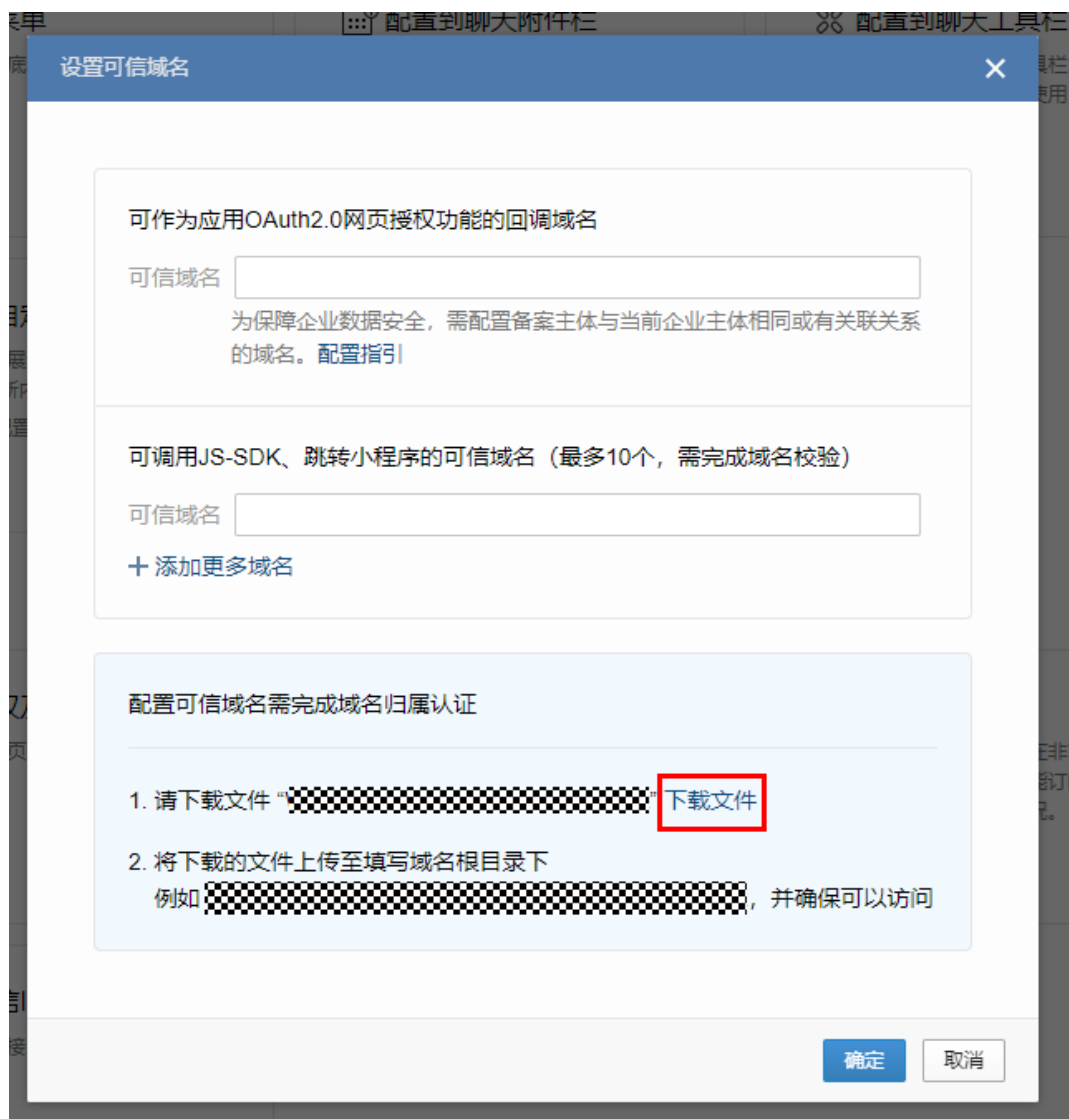 菜单
配置到聊天附件栏
配置到聊天工具栏
设置可信域名
可作为应用OAuth2.0网页授权功能的回调域名
可信域名
为保障企业数据安全，需配置备案主体与当前企业主体相同或有关联关系
的域名。配置指引
可调用JS-SDK、跳转小程序的可信域名（最多10个，需完成域名校验）
可信域名
添加更多域名
配置可信域名需完成域名归属认证
1. 请下载文件 “ ” 下载文件
2. 将下载的文件上传至填写域名根目录下
例如 ，并确保可以访问
确定
取消